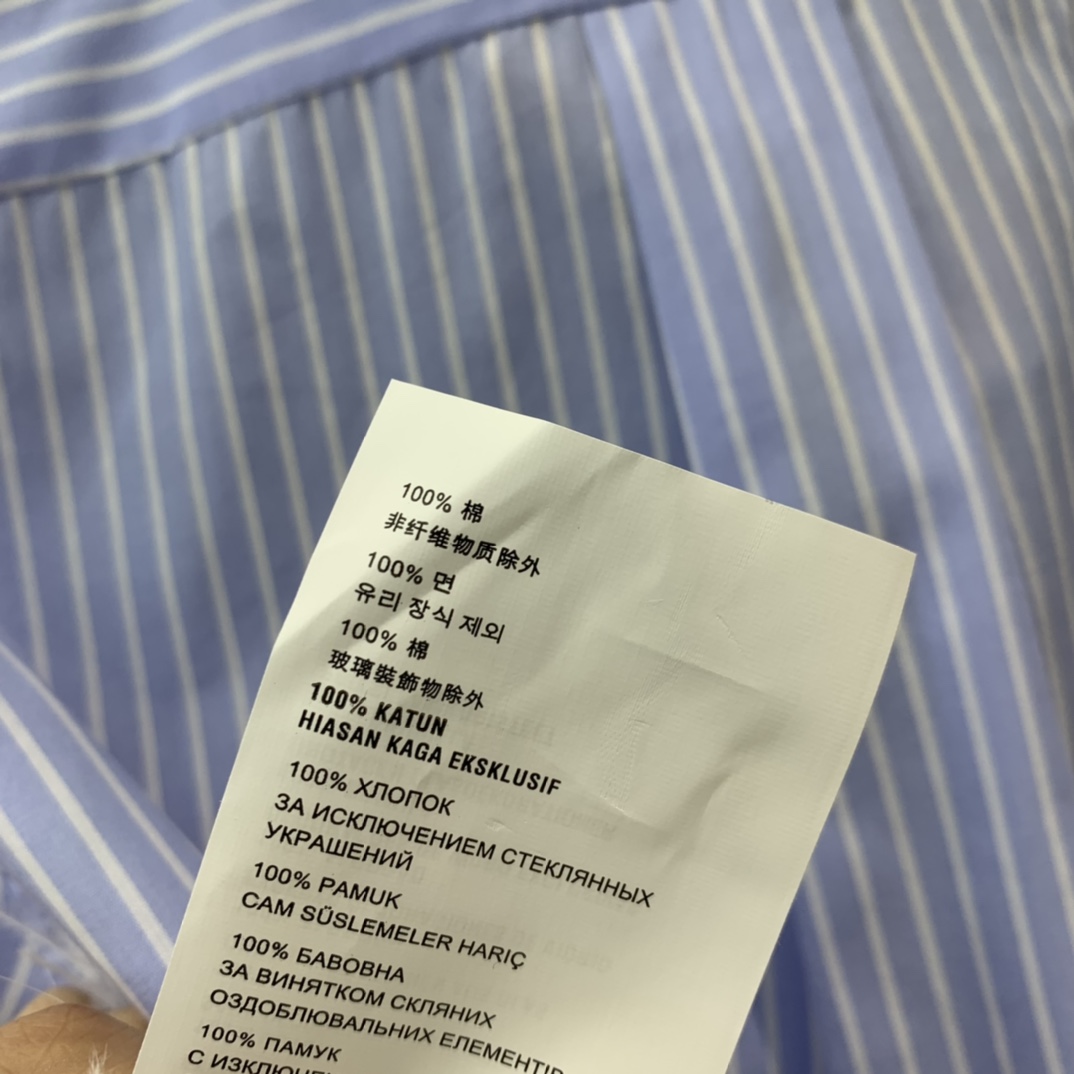 100% 棉
非纤维物质除外
100% 면
유리 장식 제외
100% 棉
玻璃裝飾物除外
100% KATUN
HIASAN KAGA EKSKLUSIF
100% ХЛОПОК
ЗА ИСКЛЮЧЕНИЕМ СТЕКЛЯННЫХ
УКРАШЕНИЙ
100% PAMUK
CAM SÜSLEMELER HARIÇ
100% БАВОВНА
ЗА ВИНЯТКОМ СКЛЯНИХ
ОЗДОБЛЮВАЛЬНИХ
100% ПАМУК
С